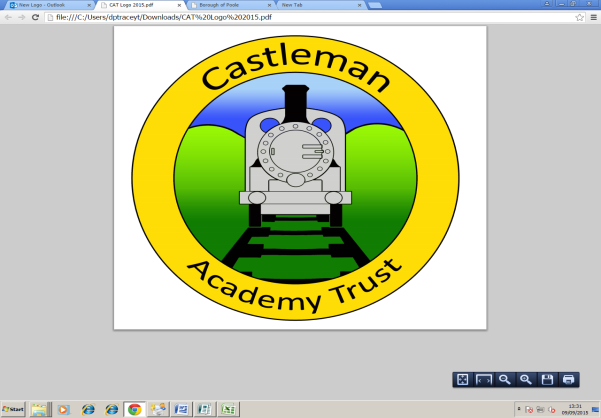 New Logo - Outlook
CAT Logo 2015.pdf
Borough of Poole
New Tab
file:///C:/Users/dptraceyt/Downloads/CAT%20Logo%202015.pdf
Castleman
Academy Trust
Start
13:31
09/09/2015